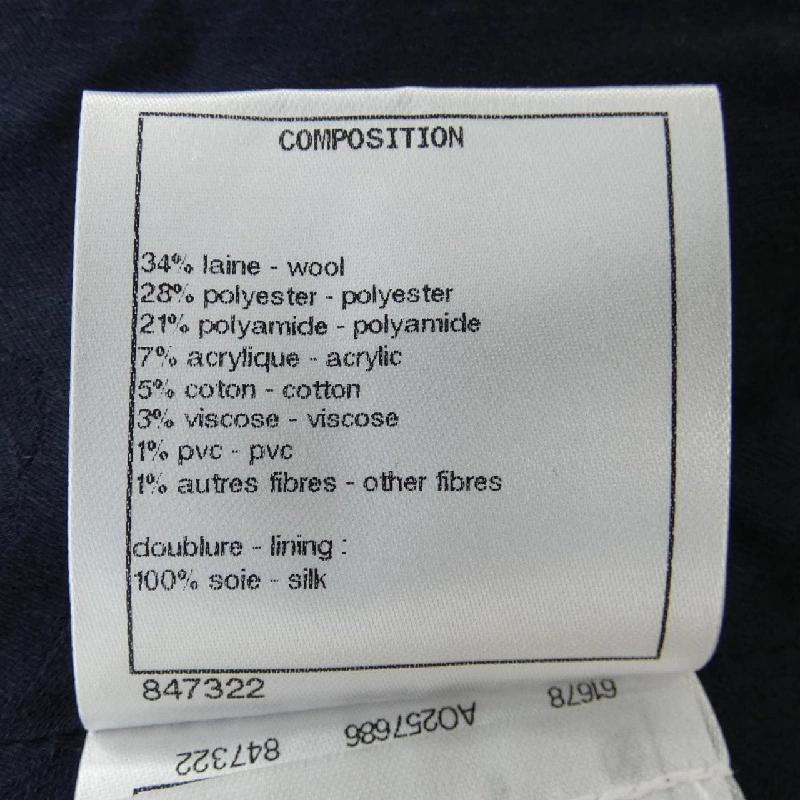 COMPOSITION
34% laine - wool
28% polyester - polyester
21% polyamide - polyamide
7% acrylique - acrylic
5% coton - cotton
3% viscose - viscose
1% pvc - pvc
1% autres fibres - other fibres
doublure - lining :
100% soie - silk
847322
61678 AO257686 847322